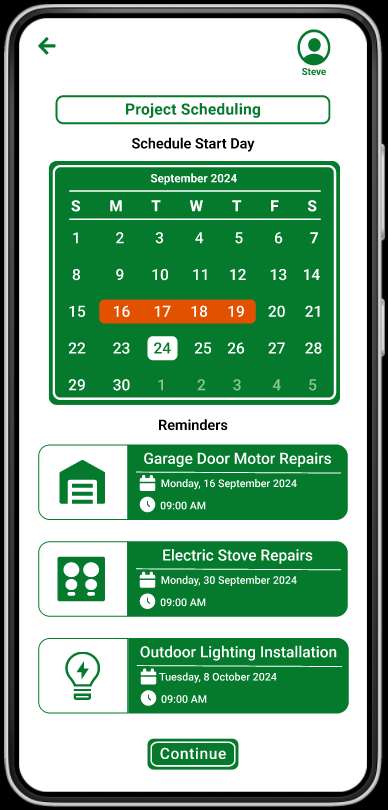 Steve
Project Scheduling
Schedule Start Day
September 2024
S M T W T F S
1 2 3 4 5 6 7
8 9 10 11 12 13 14
15 16 17 18 19 20 21
22 23 24 25 26 27 28
29 30 1 2 3 4 5
Reminders
Garage Door Motor Repairs
Monday, 16 September 2024
09:00 AM
Electric Stove Repairs
Monday, 30 September 2024
09:00 AM
Outdoor Lighting Installation
Tuesday, 8 October 2024
09:00 AM
Continue